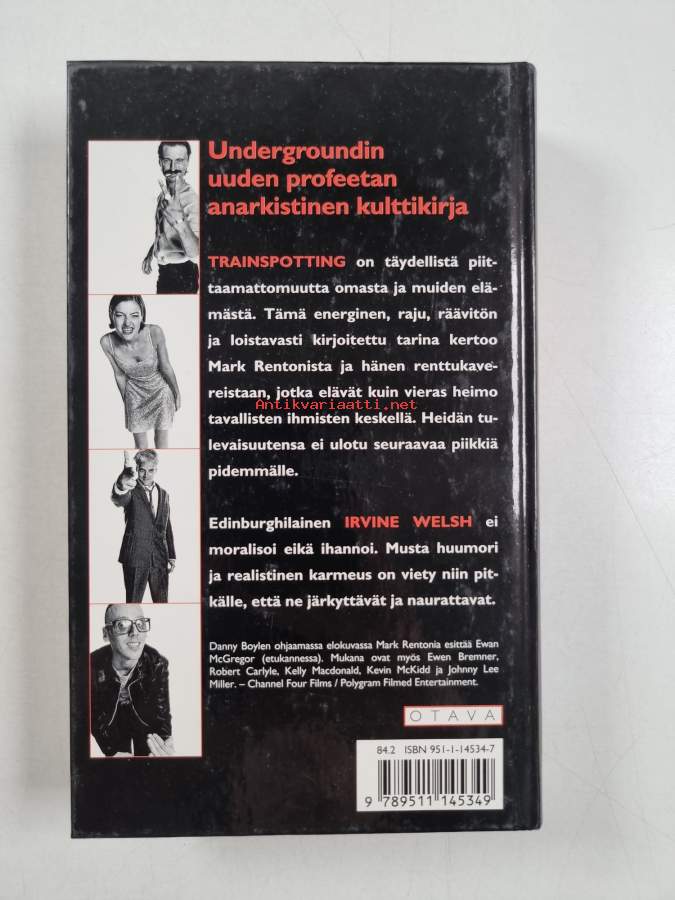 Undergroundin
uuden profeetan
anarkistinen kulttikirja
TRAINSPOTTING on täydellistä piit-
taamattomuutta omasta ja muiden elä-
mästä. Tämä energinen, raju, räävitön
ja loistavasti kirjoitettu tarina kertoo
Mark Rentonista ja hänen renttukave-
reistaan, jotka elävät kuin vieras heimo
Antikvariaatti.net
tavallisten ihmisten keskellä. Heidän tu-
levaisuutensa ei ulotu seuraavaa piikkiä
pidemmälle.
Edinburghilainen IRVINE WELSH ei
moralisoi eikä ihannoi. Musta huumori
ja realistinen karmeus on viety niin pit-
källe, että ne järkyttävät ja naurattavat.
Danny Boylen ohjaamassa elokuvassa Mark Rentonia esittää Ewan
McGregor (etukannessa). Mukana ovat myös Ewen Bremner,
Robert Carlyle, Kelly Macdonald, Kevin McKidd ja Johnny Lee
Miller. – Channel Four Films / Polygram Filmed Entertainment.
OTAVA
84.2 ISBN 951-1-14534-7
9 789511 145349